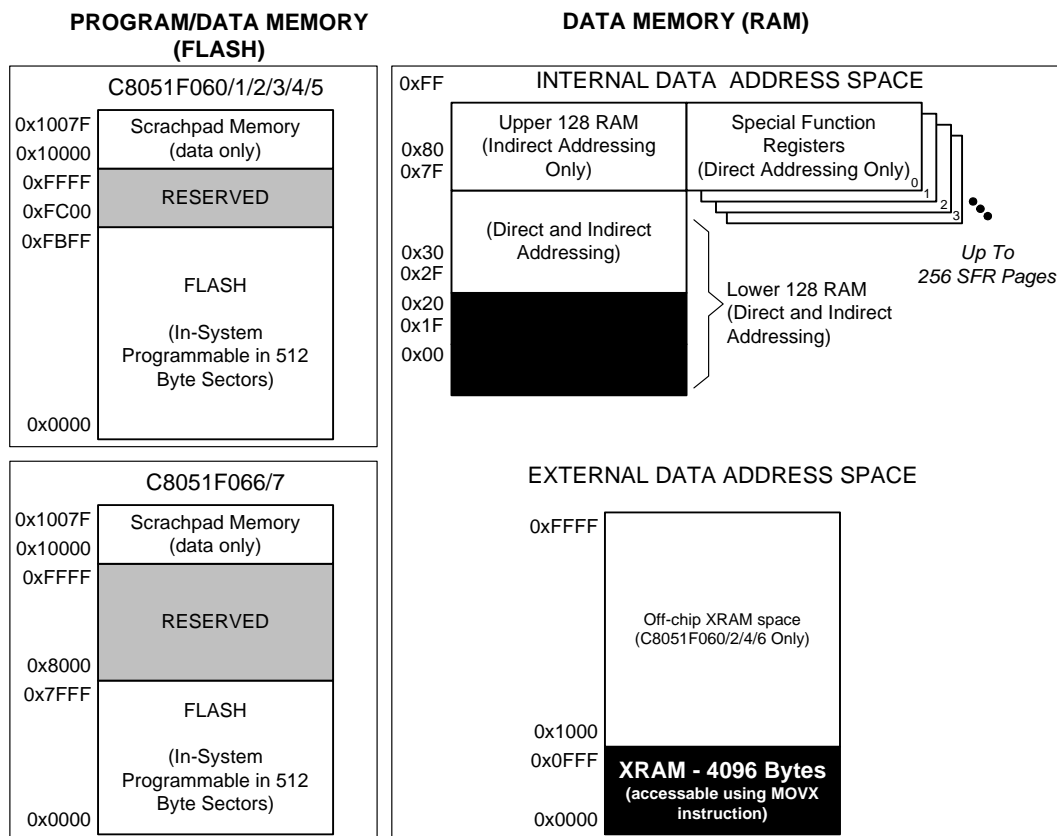 PROGRAM/DATA MEMORY
(FLASH)
C8051F060/1/2/3/4/5
0x1007F
0x10000
Scrachpad Memory
(data only)
0xFFFF
0xFC00
RESERVED
0xFBFF
FLASH
(In-System
Programmable in 512
Byte Sectors)
0x0000
C8051F066/7
0x1007F
0x10000
Scrachpad Memory
(data only)
0xFFFF
RESERVED
0x8000
0x7FFF
FLASH
(In-System
Programmable in 512
Byte Sectors)
0x0000
DATA MEMORY (RAM)
INTERNAL DATA ADDRESS SPACE
0xFF
Upper 128 RAM
(Indirect Addressing
Only)
0x80
0x7F
Special Function
Registers
(Direct Addressing Only)
0
1
2
3
Up To
256 SFR Pages
(Direct and Indirect
Addressing)
0x30
0x2F
0x20
0x1F
0x00
Lower 128 RAM
(Direct and Indirect
Addressing)
EXTERNAL DATA ADDRESS SPACE
0xFFFF
Off-chip XRAM space
(C8051F060/2/4/6 Only)
0x1000
0x0FFF
XRAM - 4096 Bytes
(accessable using MOVX
instruction)
0x0000